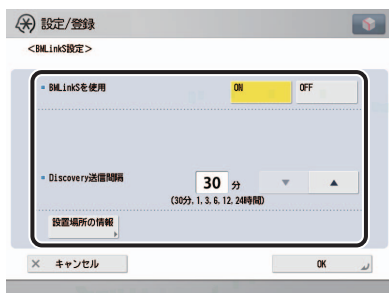 設定/登録
<BMLinkS設定>
BMLinkSを使用 ON OFF
Discovery送信間隔 30 分 ▼ ▲
(30分, 1, 3, 6, 12, 24時間)
設置場所の情報
× キャンセル OK